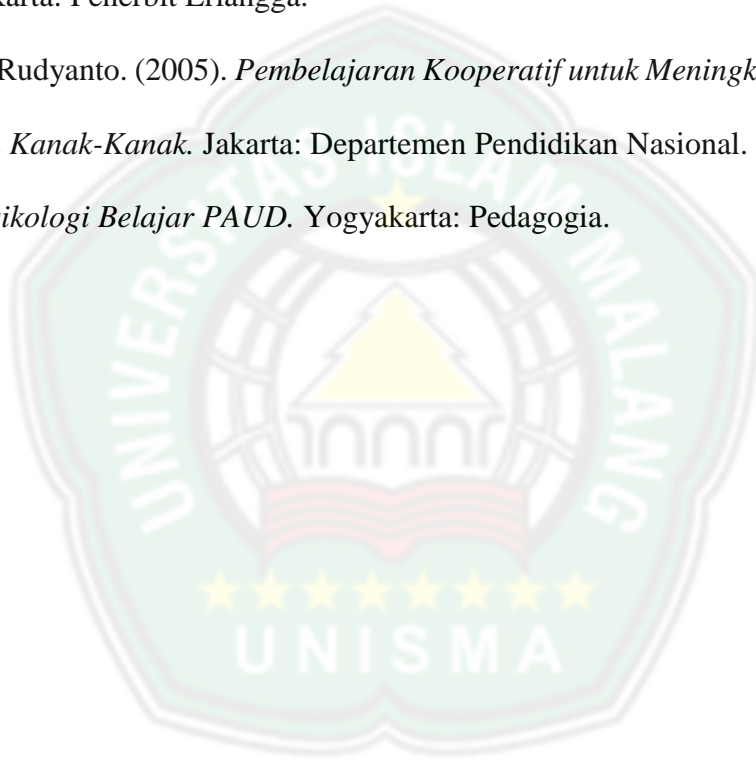 karta: Penerbit Erlangga.
Rudyanto. (2005). Pembelajaran Kooperatif untuk Meningk
Kanak-Kanak. Jakarta: Departemen Pendidikan Nasional.
ikologi Belajar PAUD. Yogyakarta: Pedagogia.
UNIVERSITAS ISLAM MALANG
UNISMA